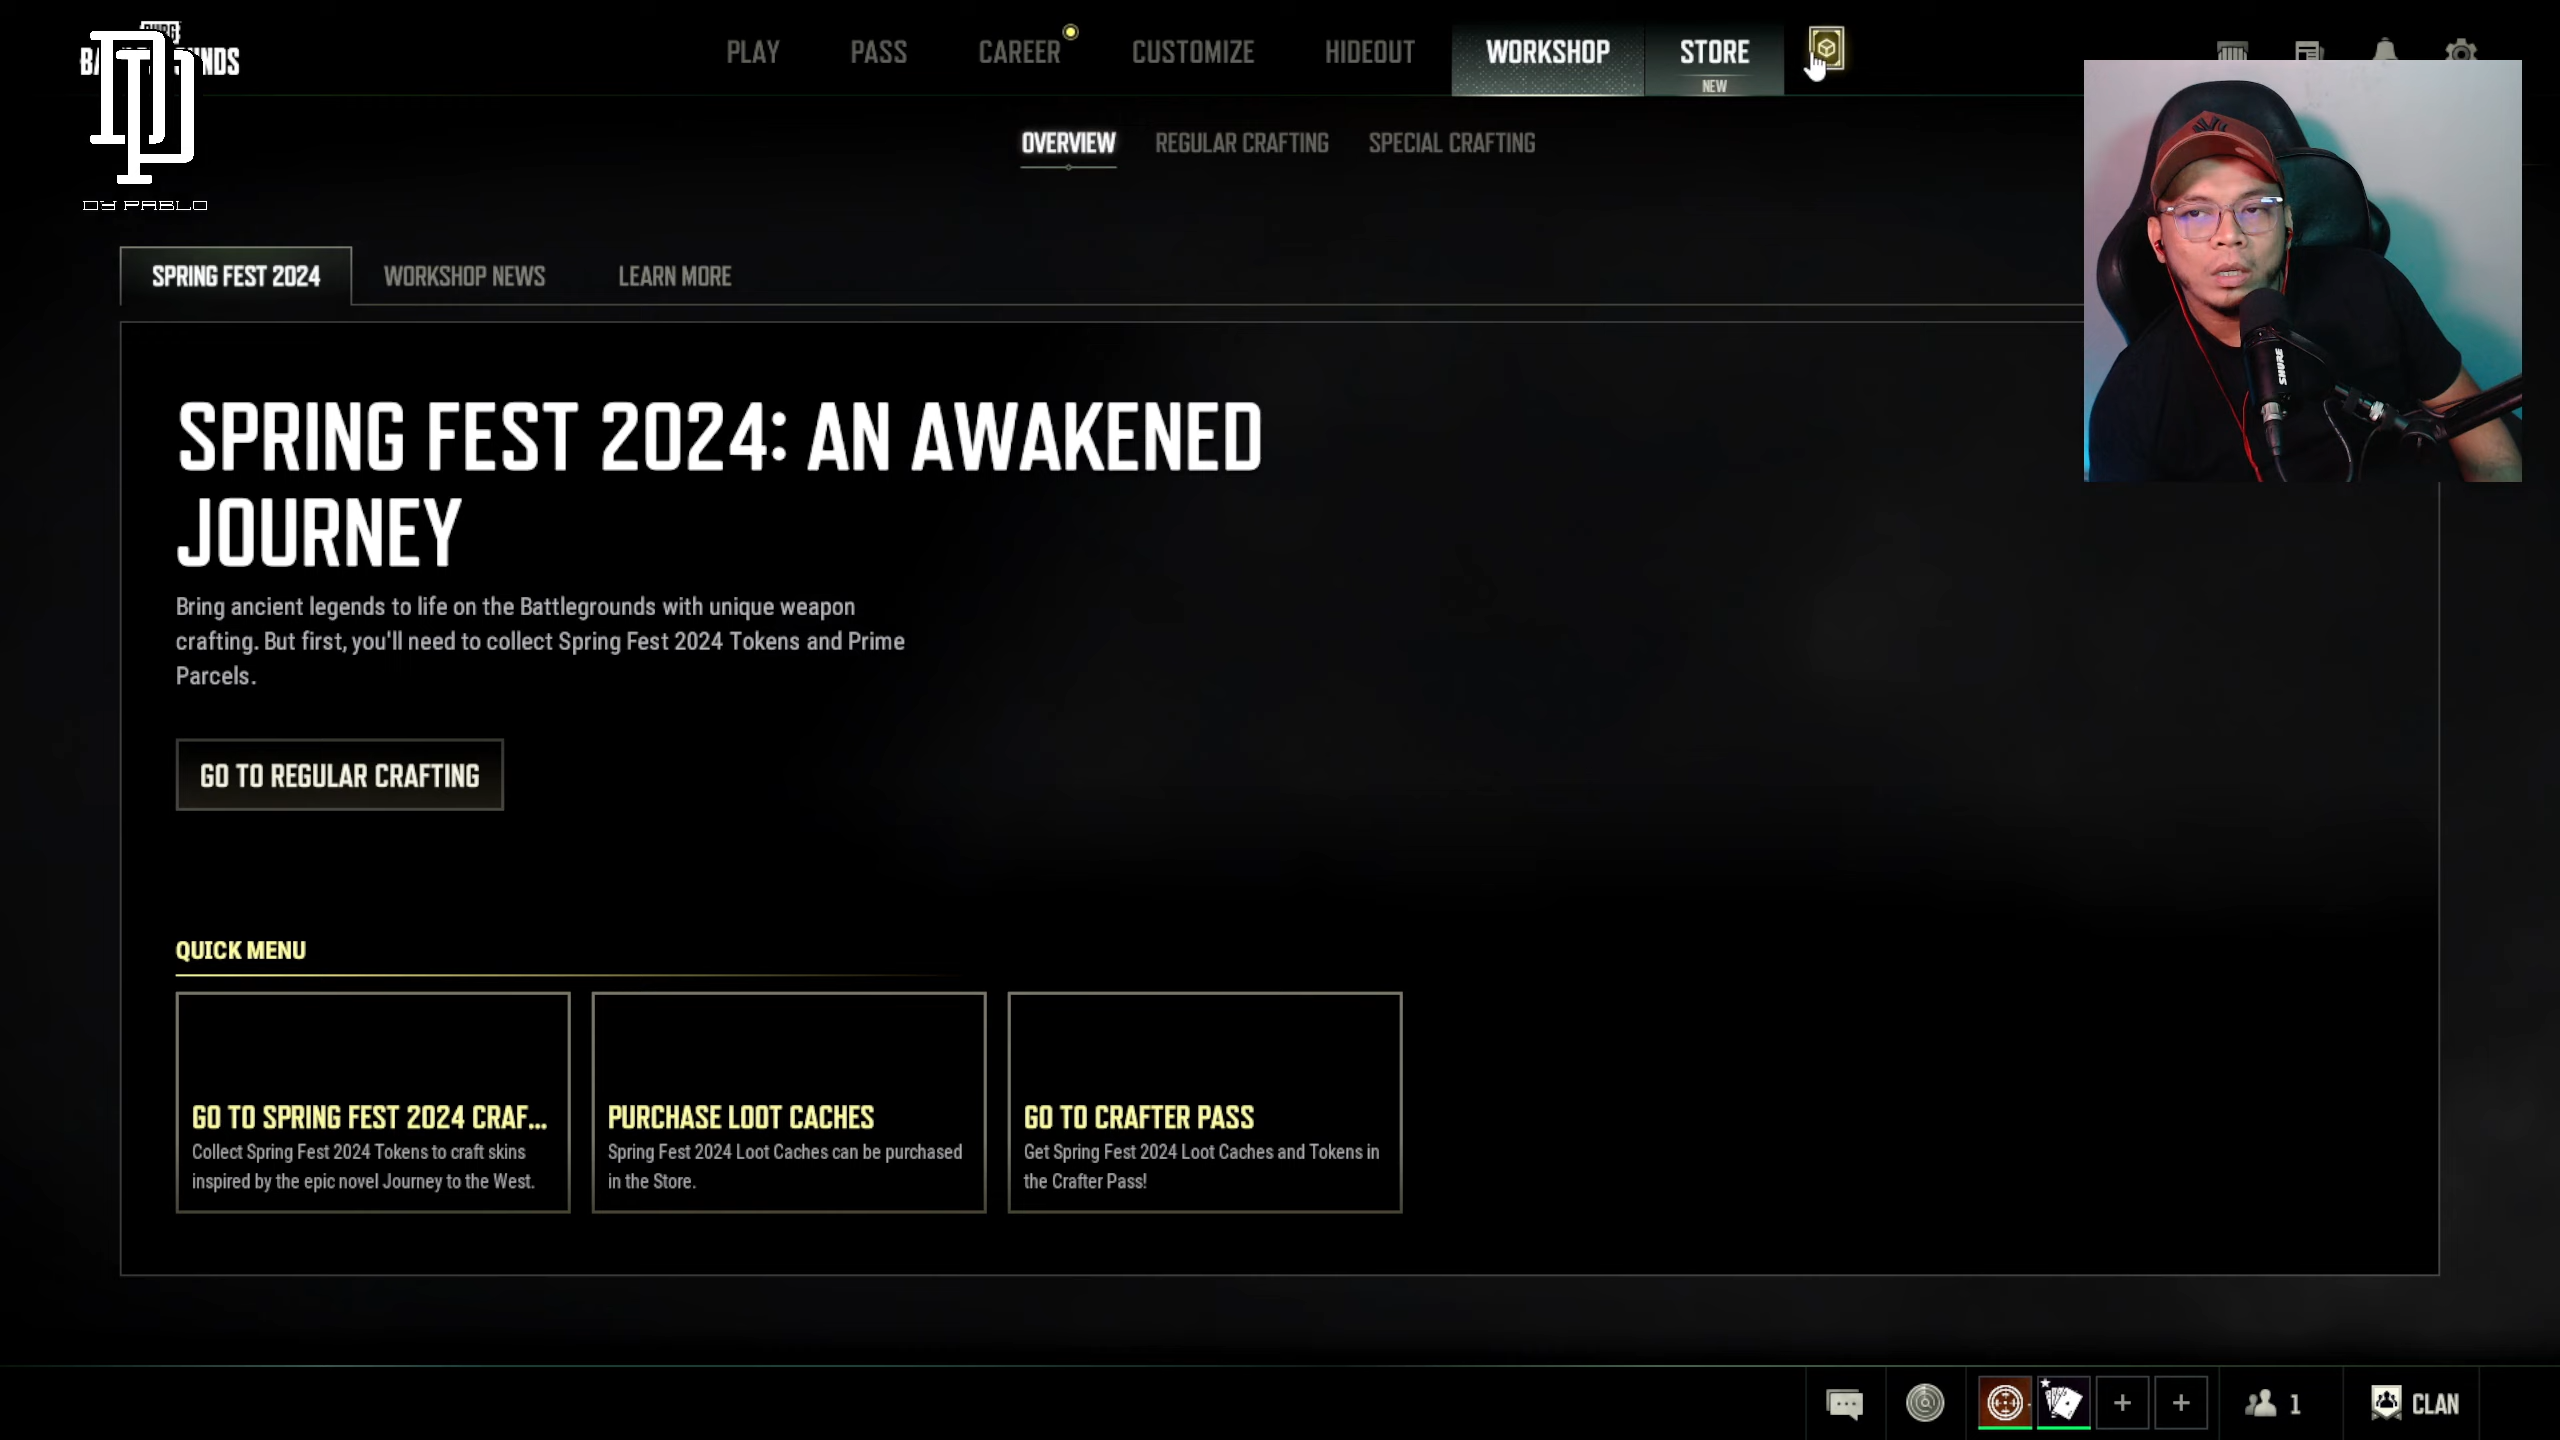 PLAY PASS CAREER CUSTOMIZE HIDEOUT WORKSHOP STORE
NEW
DY PABLO
OVERVIEW REGULAR CRAFTING SPECIAL CRAFTING
SPRING FEST 2024 WORKSHOP NEWS LEARN MORE
SPRING FEST 2024: AN AWAKENED
JOURNEY
Bring ancient legends to life on the Battlegrounds with unique weapon
crafting. But first, you'll need to collect Spring Fest 2024 Tokens and Prime
Parcels.
GO TO REGULAR CRAFTING
QUICK MENU
GO TO SPRING FEST 2024 CRAF...
Collect Spring Fest 2024 Tokens to craft skins
inspired by the epic novel Journey to the West.
PURCHASE LOOT CACHES
Spring Fest 2024 Loot Caches can be purchased
in the Store.
GO TO CRAFTER PASS
Get Spring Fest 2024 Loot Caches and Tokens in
the Crafter Pass!
SHURE
1
CLAN